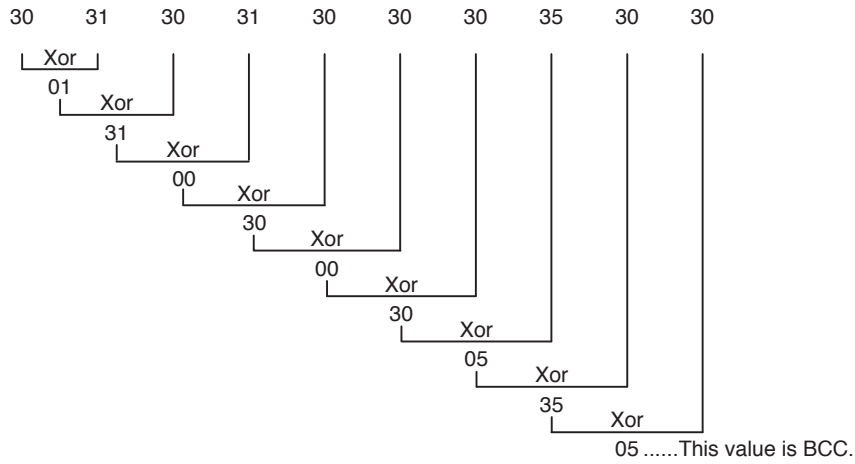 30 31 30 31 30 30 30 35 30 30
Xor
01
Xor
31
Xor
00
Xor
30
Xor
00
Xor
30
Xor
05
Xor
35
Xor
05 ......This value is BCC.